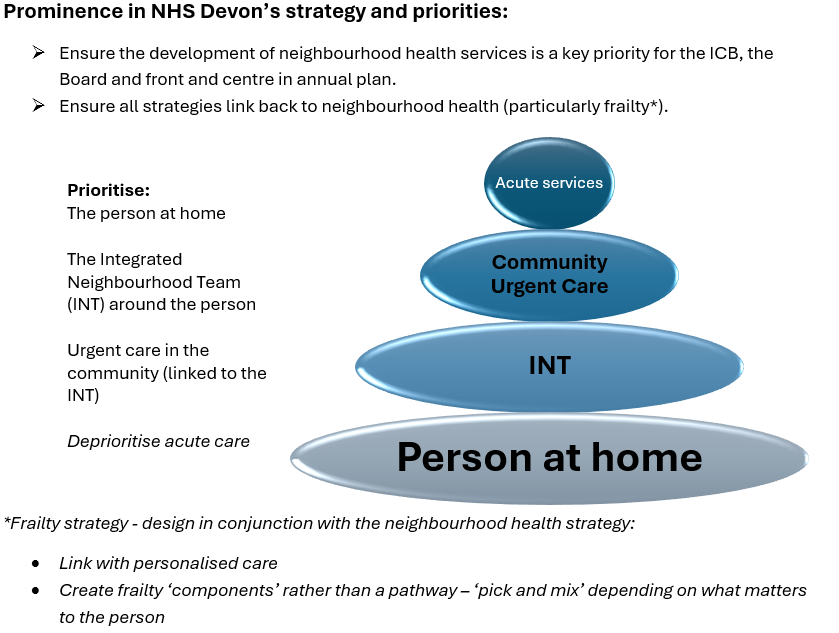 Prominence in NHS Devon’s strategy and priorities:
Ensure the development of neighbourhood health services is a key priority for the ICB, the
Board and front and centre in annual plan.
Ensure all strategies link back to neighbourhood health (particularly frailty*).
Prioritise:
The person at home
The Integrated
Neighbourhood Team
(INT) around the person
Urgent care in the
community (linked to the
INT)
Deprioritise acute care
Acute services
Community
Urgent Care
INT
Person at home
*Frailty strategy - design in conjunction with the neighbourhood health strategy:
Link with personalised care
Create frailty ‘components’ rather than a pathway – ‘pick and mix’ depending on what matters
to the person